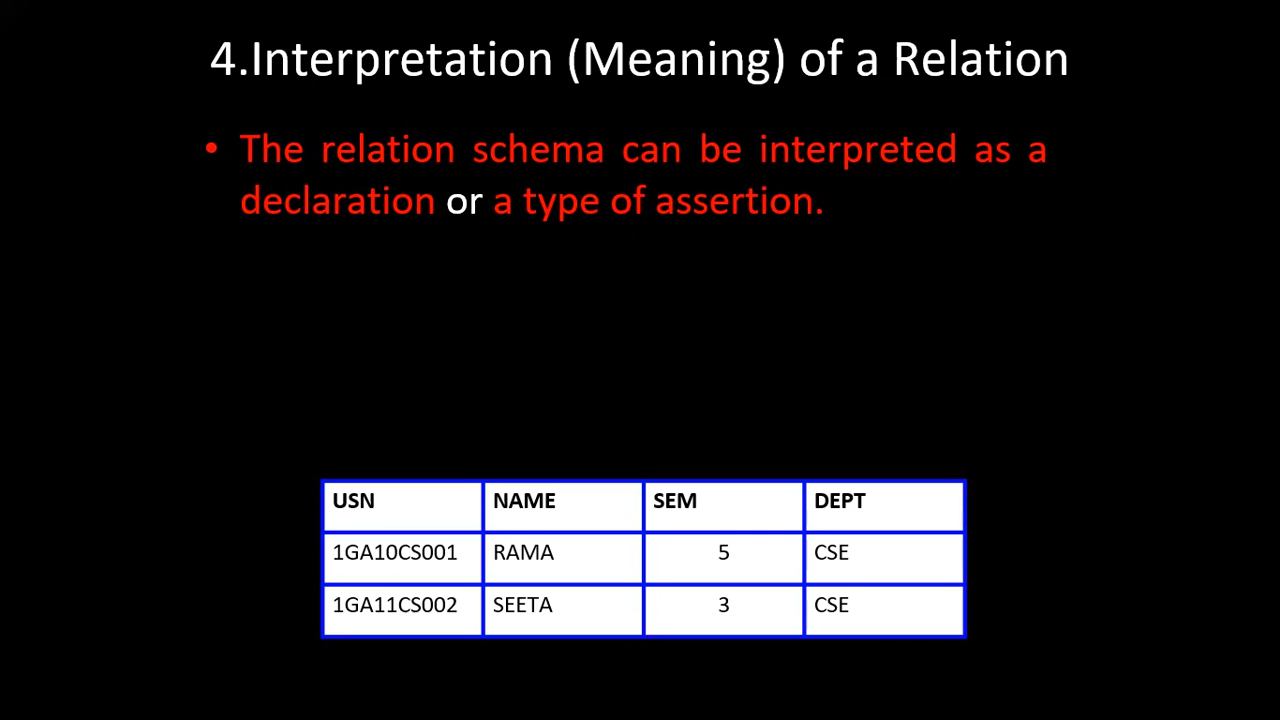 4.Interpretation (Meaning) of a Relation
• The relation schema can be interpreted as a
declaration or a type of assertion.
USN NAME SEM DEPT
1GA10CS001 RAMA 5 CSE
1GA11CS002 SEETA 3 CSE